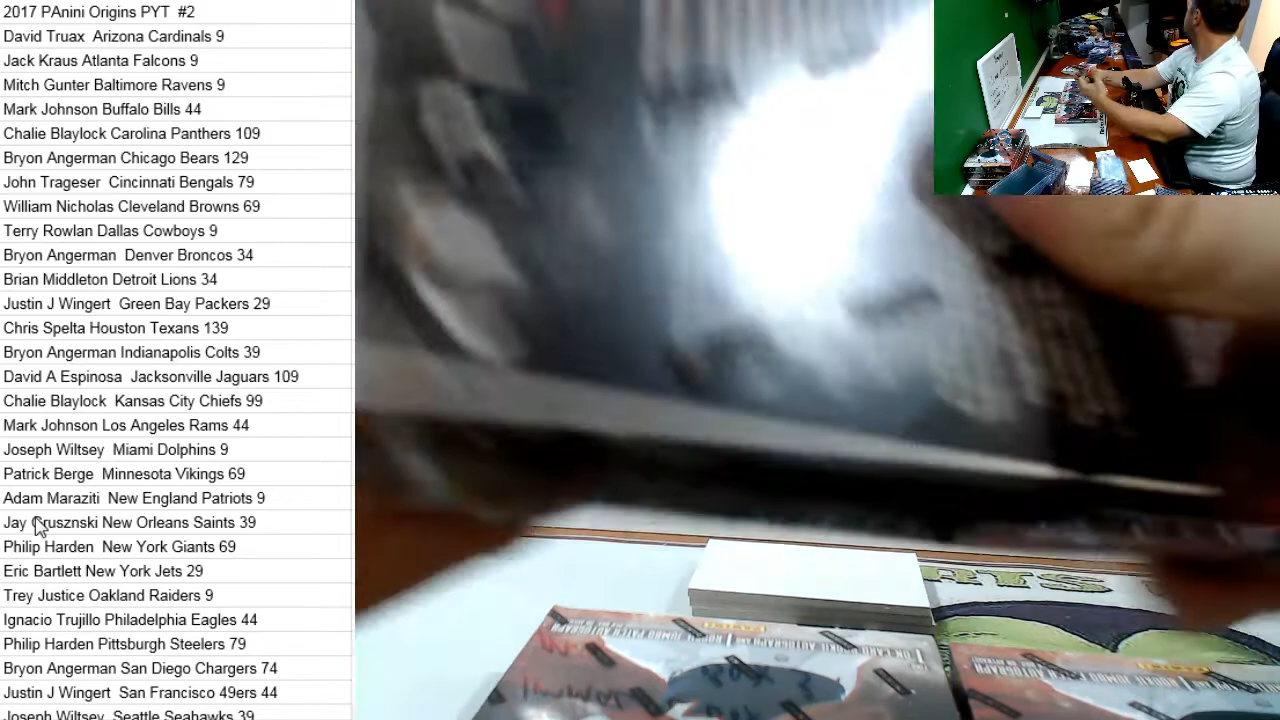 2017 PAnini Origins PYT  #2
David Truax  Arizona Cardinals 9
Jack Kraus Atlanta Falcons 9
Mitch Gunter Baltimore Ravens 9
Mark Johnson Buffalo Bills 44
Chalie Blaylock Carolina Panthers 109
Bryon Angerman Chicago Bears 129
John Trageser  Cincinnati Bengals 79
William Nicholas Cleveland Browns 69
Terry Rowlan Dallas Cowboys 9
Bryon Angerman  Denver Broncos 34
Brian Middleton Detroit Lions 34
Justin J Wingert  Green Bay Packers 29
Chris Spelta Houston Texans 139
Bryon Angerman Indianapolis Colts 39
David A Espinosa  Jacksonville Jaguars 109
Chalie Blaylock  Kansas City Chiefs 99
Mark Johnson Los Angeles Rams 44
Joseph Wiltsey  Miami Dolphins 9
Patrick Berge  Minnesota Vikings 69
Adam Maraziti  New England Patriots 9
Jay New Orleans Saints 39
Philip Harden  New York Giants 69
Eric Bartlett New York Jets 29
Trey Justice Oakland Raiders 9
Ignacio Trujillo Philadelphia Eagles 44
Philip Harden Pittsburgh Steelers 79
Bryon Angerman San Diego Chargers 74
Justin J Wingert  San Francisco 49ers 44
Joseph Wiltsey  Seattle Seahawks 39